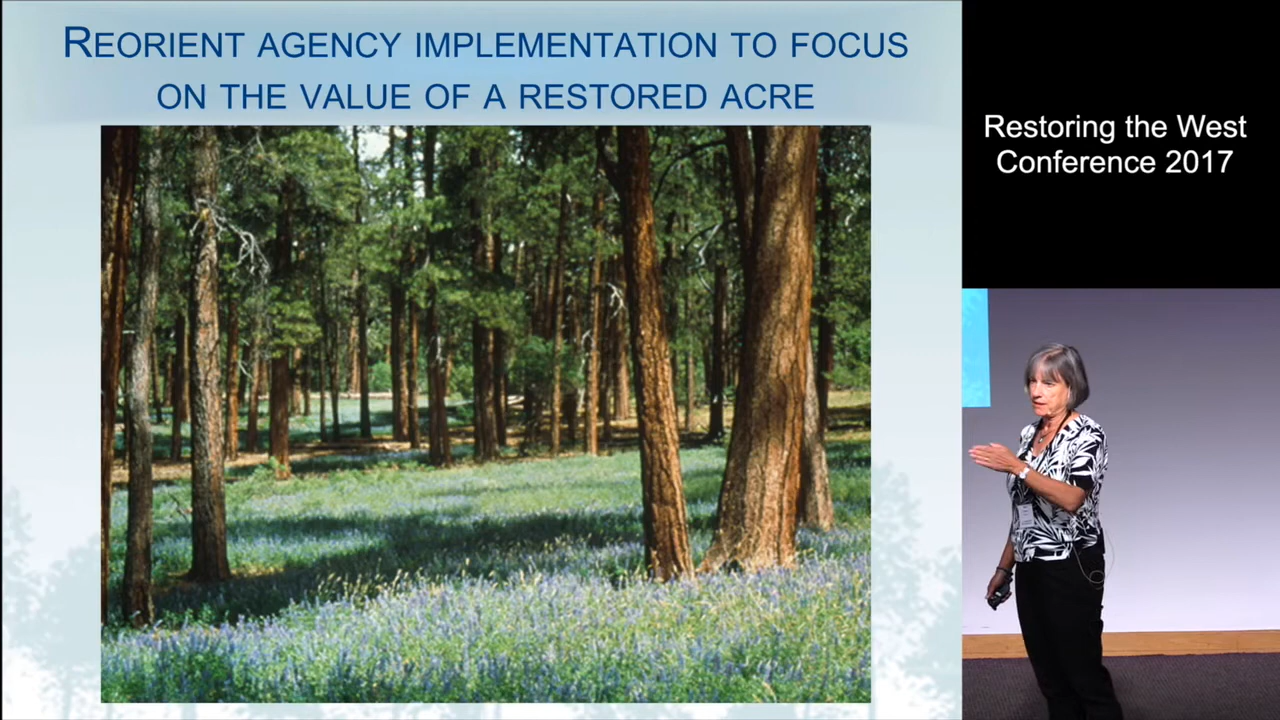 REORIENT AGENCY IMPLEMENTATION TO FOCUS
ON THE VALUE OF A RESTORED ACRE
Restoring the West
Conference 2017